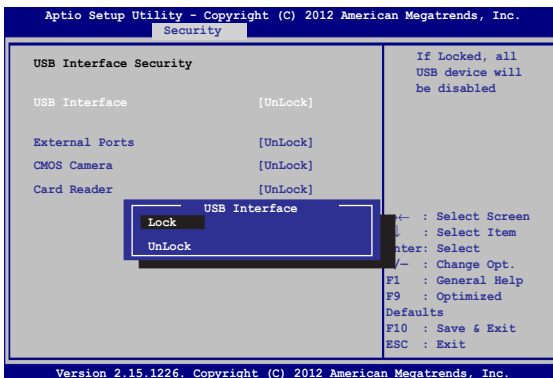 Aptio Setup Utility - Copyright (C) 2012 American Megatrends, Inc.
Security
USB Interface Security
USB Interface [UnLock]
External Ports [UnLock]
CMOS Camera [UnLock]
Card Reader [UnLock]
USB Interface
Lock
UnLock
If Locked, all
USB device will
be disabled
← : Select Screen
↓ : Select Item
nter: Select
/— : Change Opt.
F1 : General Help
F9 : Optimized
Defaults
F10 : Save & Exit
ESC : Exit
Version 2.15.1226. Copyright (C) 2012 American Megatrends, Inc.